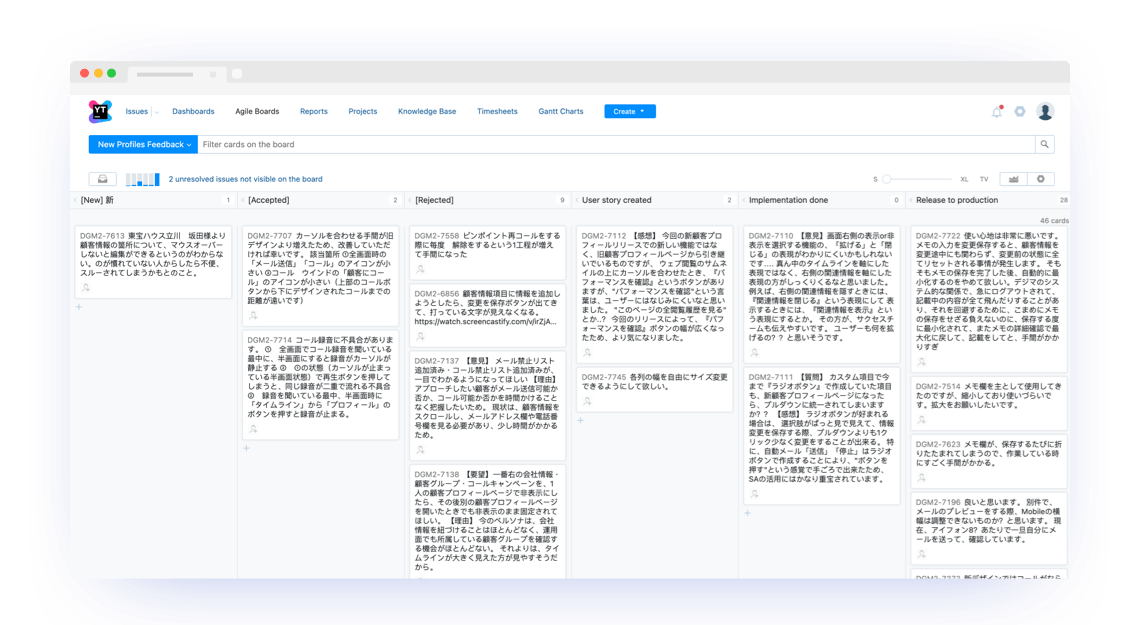 YT
Issues
Dashboards
Agile Boards
Reports
Projects
Knowledge Base
Timesheets
Gantt Charts
Create
New Profiles Feedback
Filter cards on the board
2 unresolved issues not visible on the board
S
XL
TV
[New] 新
1
[Accepted]
2
[Rejected]
9
User story created
2
Implementation done
0
Release to production
28
46 cards
DGM2-7613 東宝ハウス立川 坂田様より
顧客情報の箇所について、マウスオーバー
しないと編集できるというのがわからな
い。のが慣れていない人からしたら不便、
スルーされてしまうかもとのこと。
DGM2-7707 カーソルを合わせる手間が旧
デザインより増えたため、改善していただ
ければ幸いです。 該当箇所 ①全画面時の
「メール送信」「コール」のアイコンが小
さい ②コール ウインドの「顧客にコー
ル」のアイコンが小さい（上部のコールボ
タンから下にデザインされたコールまでの
距離が遠いです）
DGM2-7714 コール録音に不具合がありま
す。 ① 全画面でコール録音を聞いている
最中に、半画面にすると録音がカーソルが
静止する ② ①の状態（カーソルが止まっ
ている半画面状態）で再生ボタンを押して
しまうと、同じ録音が二重で流れる不具合
③ 録音を聞いている最中、半画面時に
「タイムライン」から「プロフィール」の
ボタンを押すと録音が止まる。
DGM2-7558 ピンポイント再コールをする
際に毎度 解除をするという1工程が増え
て手間になった
DGM2-6856 顧客情報項目に情報を追加し
ようとしたら、変更を保存ボタンが出てき
て、打っている文字が見えなくなる。
https://watch.screencastify.com/v/irZjA...
DGM2-7137 【意見】 メール禁止リスト
追加済み・コール禁止リスト追加済みが、
一目でわかるようになってほしい 【理由】
アプローチしたい顧客がメール送信可能か
否か、コール可能か否かを時間かけること
なく把握したいため。 現状は、顧客情報を
スクロールし、メールアドレス欄や電話番
号欄を見る必要があり、少し時間がかかる
ため。
DGM2-7138 【要望】一番右の会社情報・
顧客グループ・コールキャンペーンを、1
人の顧客プロフィールページで非表示にし
たら、その後別の顧客プロフィールページ
を開いたときでも非表示のまま固定されて
ほしい。 【理由】 今のペルソナは、会社
情報を紐づけることはほとんどなく、運用
面でも所属している顧客グループを確認す
る機会がほとんどない。 それよりは、タイ
ムラインが大きく見えた方が見やすそうだ
から。
DGM2-7112 【感想】 今回の新顧客プロ
フィールリリースでの新しい機能ではな
く、旧顧客プロフィールページから引き継
いでいるものですが、 ウェブ閲覧のサムネ
イルの上にカーソルを合わせたとき、『パ
フォーマンスを確認』というボタンがあり
ますが、"パフォーマンスを確認"という言
葉は、ユーザーにはなじみにくいなと思い
ました。 "このページの全閲覧履歴を見る"
とか…？ 今回のリリースによって、『パフ
ォーマンスを確認』ボタンの幅が広くなっ
たため、より気になりました。
DGM2-7745 各列の幅を自由にサイズ変更
できるようにして欲しい。
DGM2-7110 【意見】画面右側の表示or非
表示を選択する機能の、「拡げる」と「閉
じる」の表現がわかりにくいかもしれない
です…. 真ん中のタイムラインを軸にした
表現ではなく、右側の関連情報を軸にした
表現の方がしっくりくるなと思いました。
例えば、右側の関連情報を隠すときには、
『関連情報を閉じる』という表現にして 表
示するときには、『関連情報を表示』とい
う表現にするとか。 その方が、サクセスチ
ームも伝えやすいです。 ユーザーも何を拡
げるの？？と思いそうです。
DGM2-7111 【質問】 カスタム項目で今
まで『ラジオボタン』で作成していた項目
も、新顧客プロフィールページになった
ら、プルダウンに統一されてしまいます
か？？ 【感想】 ラジオボタンが好まれる
場合は、 選択肢がぱっと見で見えて、情報
変更を保存する際、プルダウンよりも1ク
リック少なく変更をすることが出来る。 特
に、自動メール「送信」「停止」はラジオ
ボタンで作成することにより、"ボタンを
押す"という感覚で手ごろで出来たため、
SAの活用にはかなり重宝されています。
DGM2-7722 使い心地は非常に悪いです。
メモの入力を変更保存すると、顧客情報を
変更途中にも関わらず、変更前の状態に全
てリセットされる事情が発生します。 そも
そもメモの保存を完了した後、自動的に最
小化するのをやめて欲しい。デジマのシス
テム的な関係で、急にログアウトされて、
記載中の内容が全て飛んだりすることがあ
り、それを回避するために、こまめにメモ
の保存をせざる負えないのに、保存する度
に最小化されて、またメモの詳細確認で最
大化に戻して、記載をしてと、手間がかか
りすぎ
DGM2-7514 メモ欄を主として使用してき
たのですが、縮小しており使いづらいで
す。拡大をお願いしたいです。
DGM2-7623 メモ欄が、保存するたびに折
りたたまれてしまうので、作業している時
にすごく手間がかかる。
DGM2-7196 良いと思います。 別件で、
メールのプレビューをする際、Mobileの横
幅は調整できないものか？と思います。 現
在、アイフォン8？あたりで一旦自分にメ
ールを送って、確認しています。